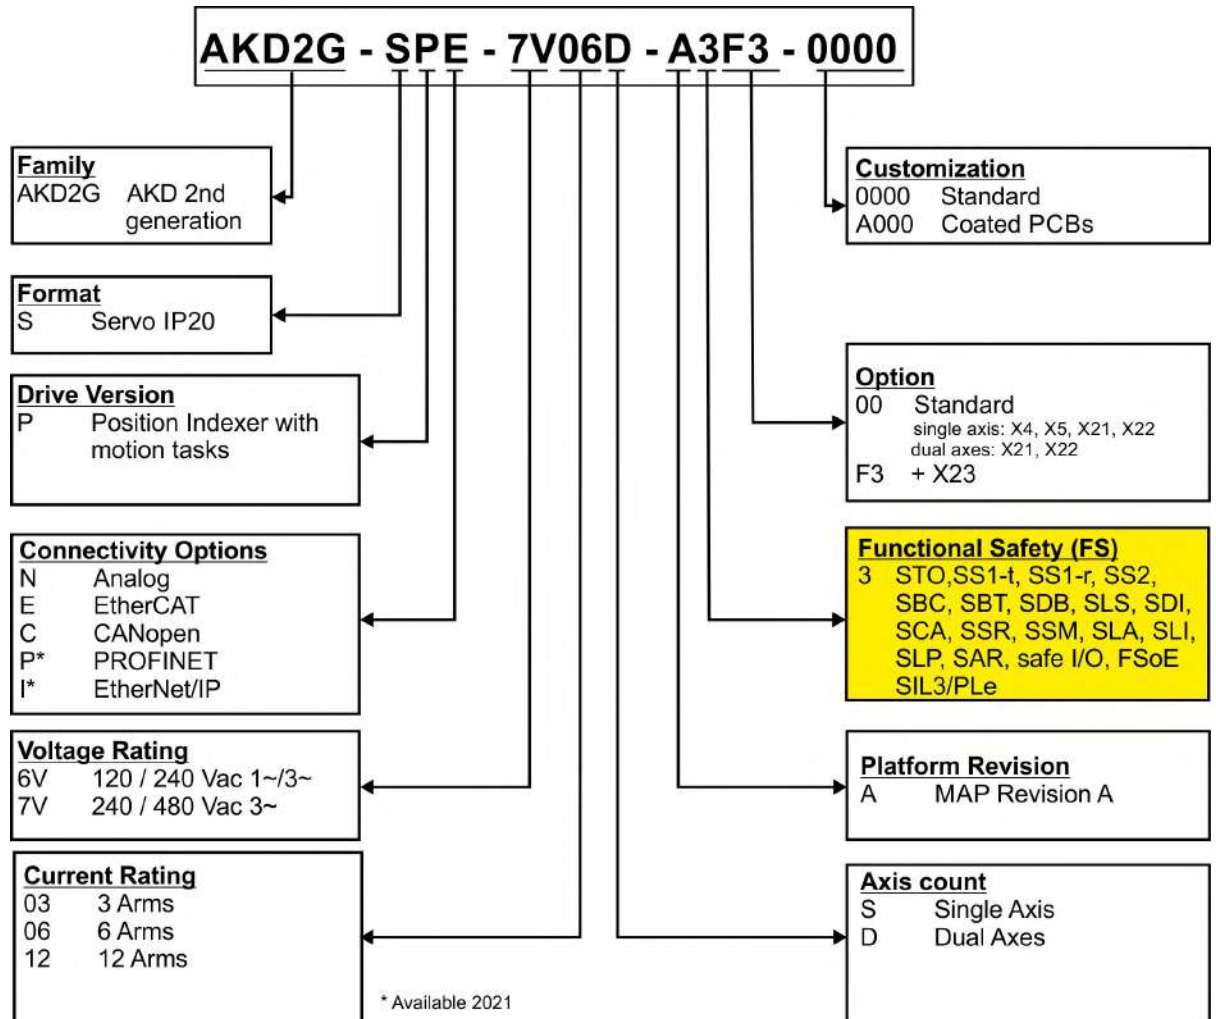 AKD2G - SPE - 7V06D - A3F3 - 0000
Family
AKD2G AKD 2nd
generation
Format
S Servo IP20
Drive Version
P Position Indexer with
motion tasks
Connectivity Options
N Analog
E EtherCAT
C CANopen
P* PROFINET
I* EtherNet/IP
Voltage Rating
6V 120 / 240 Vac 1~/3~
7V 240 / 480 Vac 3~
Current Rating
03 3 Arms
06 6 Arms
12 12 Arms
* Available 2021
Customization
0000 Standard
A000 Coated PCBs
Option
00 Standard
single axis: X4, X5, X21, X22
dual axes: X21, X22
F3 + X23
Functional Safety (FS)
3 STO,SS1-t, SS1-r, SS2,
SBC, SBT, SDB, SLS, SDI,
SCA, SSR, SSM, SLA, SLI,
SLP, SAR, safe I/O, FSoE
SIL3/PLe
Platform Revision
A MAP Revision A
Axis count
S Single Axis
D Dual Axes